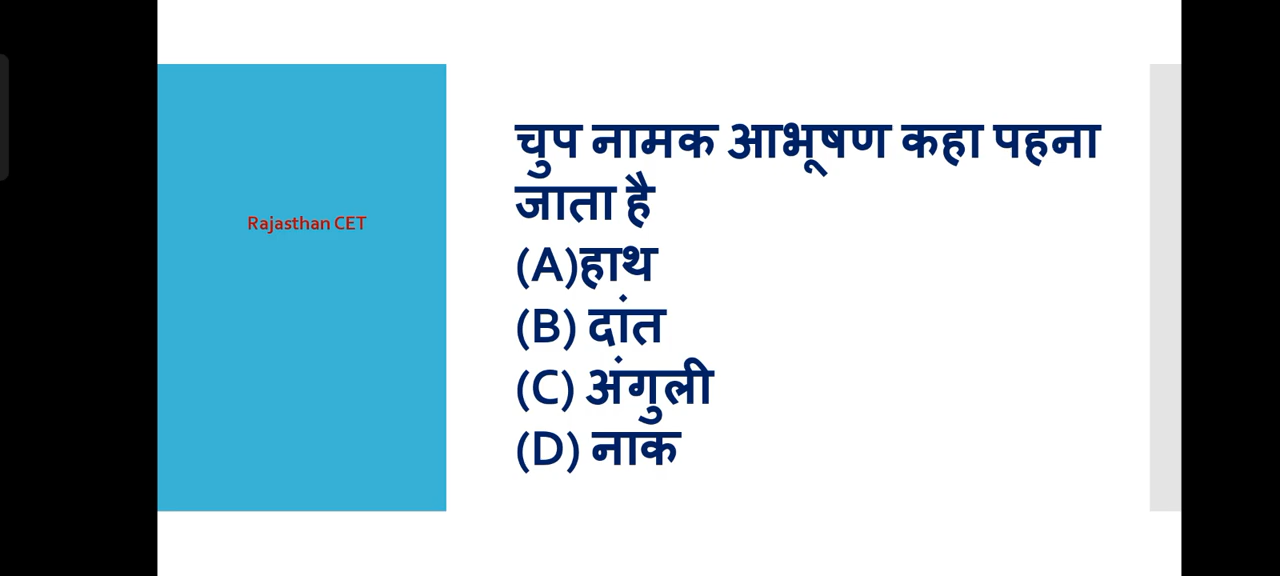 Rajasthan CET
चुप नामक आभूषण कहा पहना
जाता है
(A)हाथ
(B) दांत
(C) अंगुली
(D) नाक